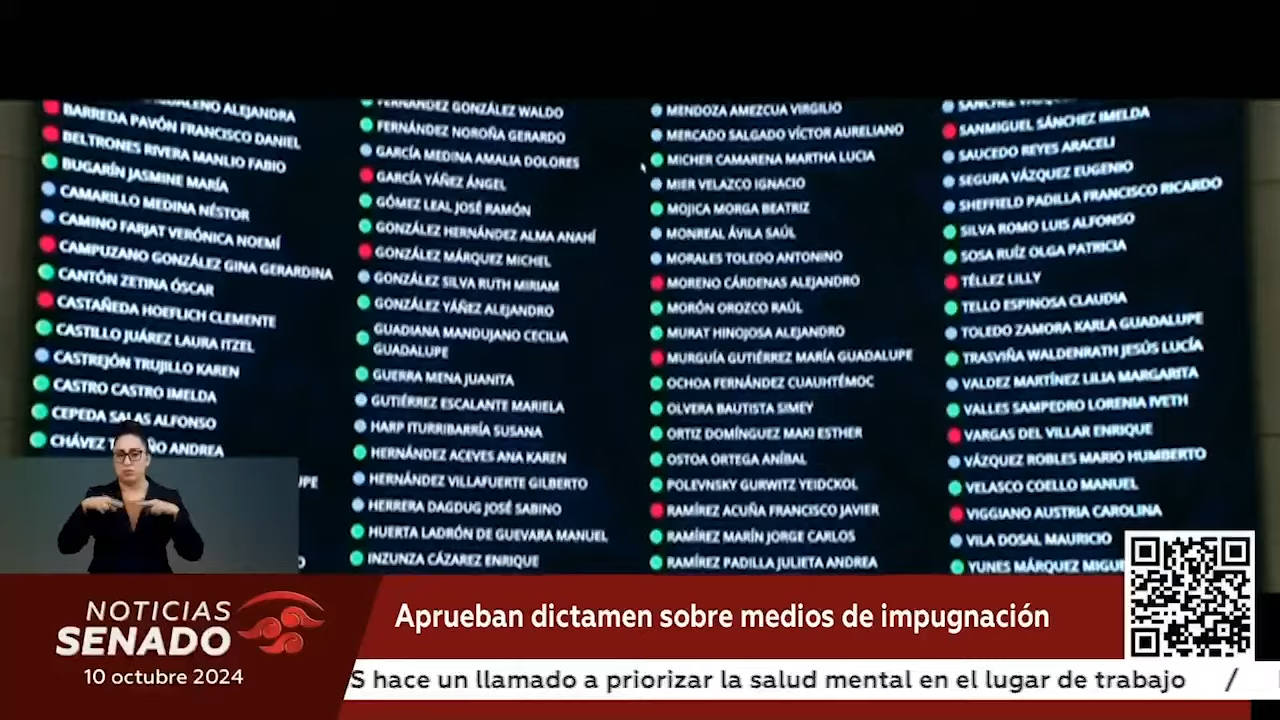 BARREDA PAVÓN FRANCISCO DANIEL
BELTRONES RIVERA MANLIO FABIO
BUGARÍN JASMINE MARÍA
CAMARILLO MEDINA NÉSTOR
CAMINO FARJAT VERÓNICA NOEMÍ
CAMPUZANO GONZÁLEZ GINA GERARDINA
CANTÓN ZETINA ÓSCAR
CASTAÑEDA HOEFLICH CLEMENTE
CASTILLO JUÁREZ LAURA ITZEL
CASTREJÓN TRUJILLO KAREN
CASTRO CASTRO IMELDA
CEPEDA SALAS ALFONSO
CHÁVEZ ANDREA
FERNÁNDEZ GONZÁLEZ WALDO
FERNÁNDEZ NOROÑA GERARDO
GARCÍA MEDINA AMALIA DOLORES
GARCÍA YÁÑEZ ÁNGEL
GÓMEZ LEAL JOSÉ RAMÓN
GONZÁLEZ HERNÁNDEZ ALMA ANAHÍ
GONZÁLEZ MÁRQUEZ MICHEL
GONZÁLEZ SILVA RUTH MIRIAM
GONZÁLEZ YÁÑEZ ALEJANDRO
GUADIANA MANDUJANO CECILIA
GUADALUPE
GUERRA MENA JUANITA
GUTIÉRREZ ESCALANTE MARIELA
HARP ITURRIBARRÍA SUSANA
HERNÁNDEZ ACEVES ANA KAREN
HERNÁNDEZ VILLAFUERTE GILBERTO
HERRERA DAGDUG JOSÉ SABINO
HUERTA LADRÓN DE GUEVARA MANUEL
INZUNZA CÁZAREZ ENRIQUE
MENDOZA AMEZCUA VIRGILIO
MERCADO SALGADO VÍCTOR AURELIANO
MICHER CAMARENA MARTHA LUCIA
MIER VELAZCO IGNACIO
MOJICA MORGA BEATRIZ
MONREAL ÁVILA SAÚL
MORALES TOLEDO ANTONINO
MORENO CÁRDENAS ALEJANDRO
MORÓN OROZCO RAÚL
MURAT HINOJOSA ALEJANDRO
MURGUÍA GUTIÉRREZ MARÍA GUADALUPE
OCHOA FERNÁNDEZ CUAUHTÉMOC
OLVERA BAUTISTA SIMEY
ORTIZ DOMÍNGUEZ MAKI ESTHER
OSTOA ORTEGA ANÍBAL
POLEVNSKY GURWITZ YEIDCKOL
RAMÍREZ ACUÑA FRANCISCO JAVIER
RAMÍREZ MARÍN JORGE CARLOS
RAMÍREZ PADILLA JULIETA ANDREA
SANMIGUEL SÁNCHEZ IMELDA
SAUCEDO REYES ARACELI
SEGURA VÁZQUEZ EUGENIO
SHEFFIELD PADILLA FRANCISCO RICARDO
SILVA ROMO LUIS ALFONSO
SOSA RUÍZ OLGA PATRICIA
TÉLLEZ LILLY
TELLO ESPINOSA CLAUDIA
TOLEDO ZAMORA KARLA GUADALUPE
TRASVIÑA WALDENRATH JESÚS LUCÍA
VALDEZ MARTÍNEZ LILIA MARGARITA
VALLES SAMPEDRO LORENIA IVETH
VARGAS DEL VILLAR ENRIQUE
VÁZQUEZ ROBLES MARIO HUMBERTO
VELASCO COELLO MANUEL
VIGGIANO AUSTRIA CAROLINA
VILA DOSAL MAURICIO
YUNES MÁRQUEZ
NOTICIAS
SENADO
10 octubre 2024
Aprueban dictamen sobre medios de impugnación
S hace un llamado a priorizar la salud mental en el lugar de trabajo /